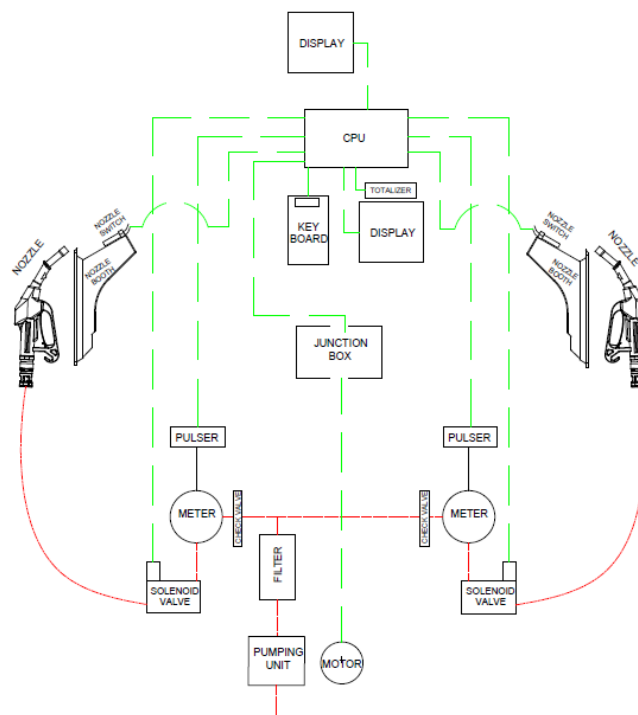 DISPLAY
CPU
TOTALIZER
KEY
BOARD
DISPLAY
NOZZLE
SWITCH
NOZZLE
NOZZLE
BOOTH
NOZZLE
SWITCH
NOZZLE
NOZZLE
BOOTH
JUNCTION
BOX
PULSER
PULSER
METER
CHECK VALVE
CHECK VALVE
METER
FILTER
SOLENOID
VALVE
SOLENOID
VALVE
PUMPING
UNIT
MOTOR